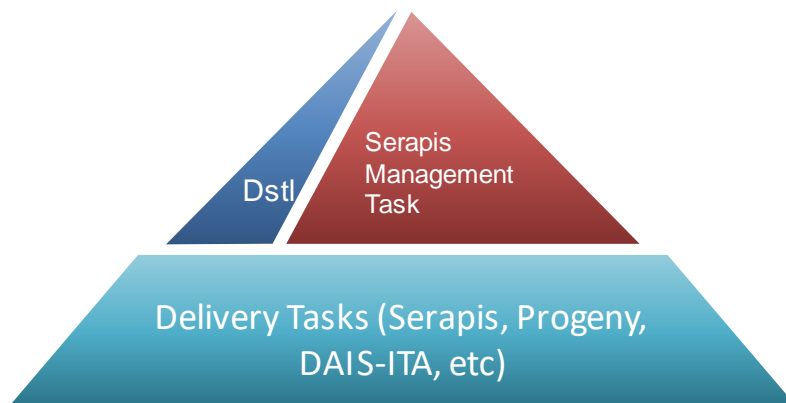 Dstl
Serapis
Management
Task
Delivery Tasks (Serapis, Progeny,
DAIS-ITA, etc)